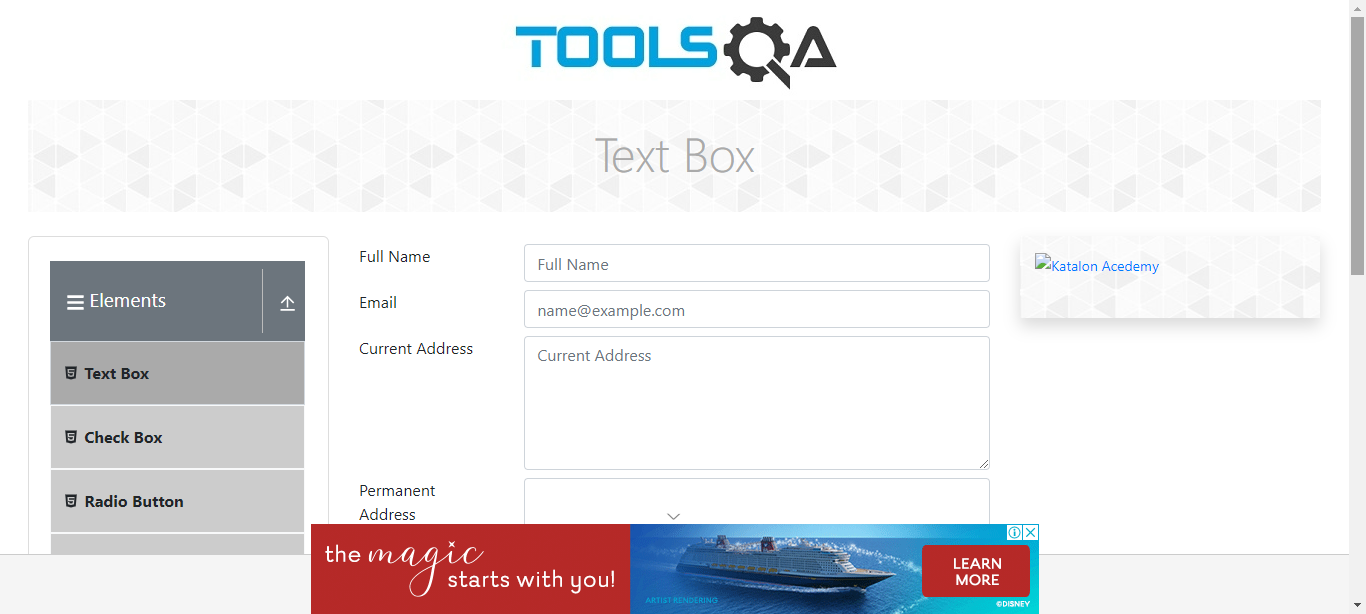 TOOLSQA
Text Box
Elements
Text Box
Check Box
Radio Button
Full Name
Full Name
Email
name@example.com
Current Address
Current Address
Permanent
Address
Katalon Acedemy
the magic
starts with you!
ARTIST RENDERING
LEARN
MORE
©DISNEY